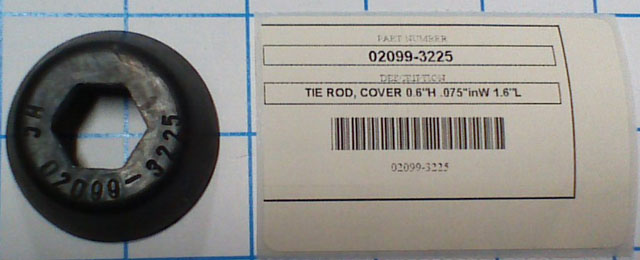 JH
02099-3225
PART NUMBER
02099-3225
DESCRIPTION
TIE ROD, COVER 0.6"H .075"inW 1.6"L
02099-3225